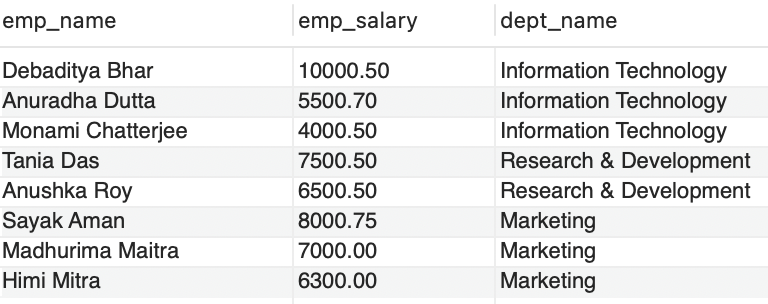 emp_name emp_salary dept_name
Debaditya Bhar 10000.50 Information Technology
Anuradha Dutta 5500.70 Information Technology
Monami Chatterjee 4000.50 Information Technology
Tania Das 7500.50 Research & Development
Anushka Roy 6500.50 Research & Development
Sayak Aman 8000.75 Marketing
Madhurima Maitra 7000.00 Marketing
Himi Mitra 6300.00 Marketing